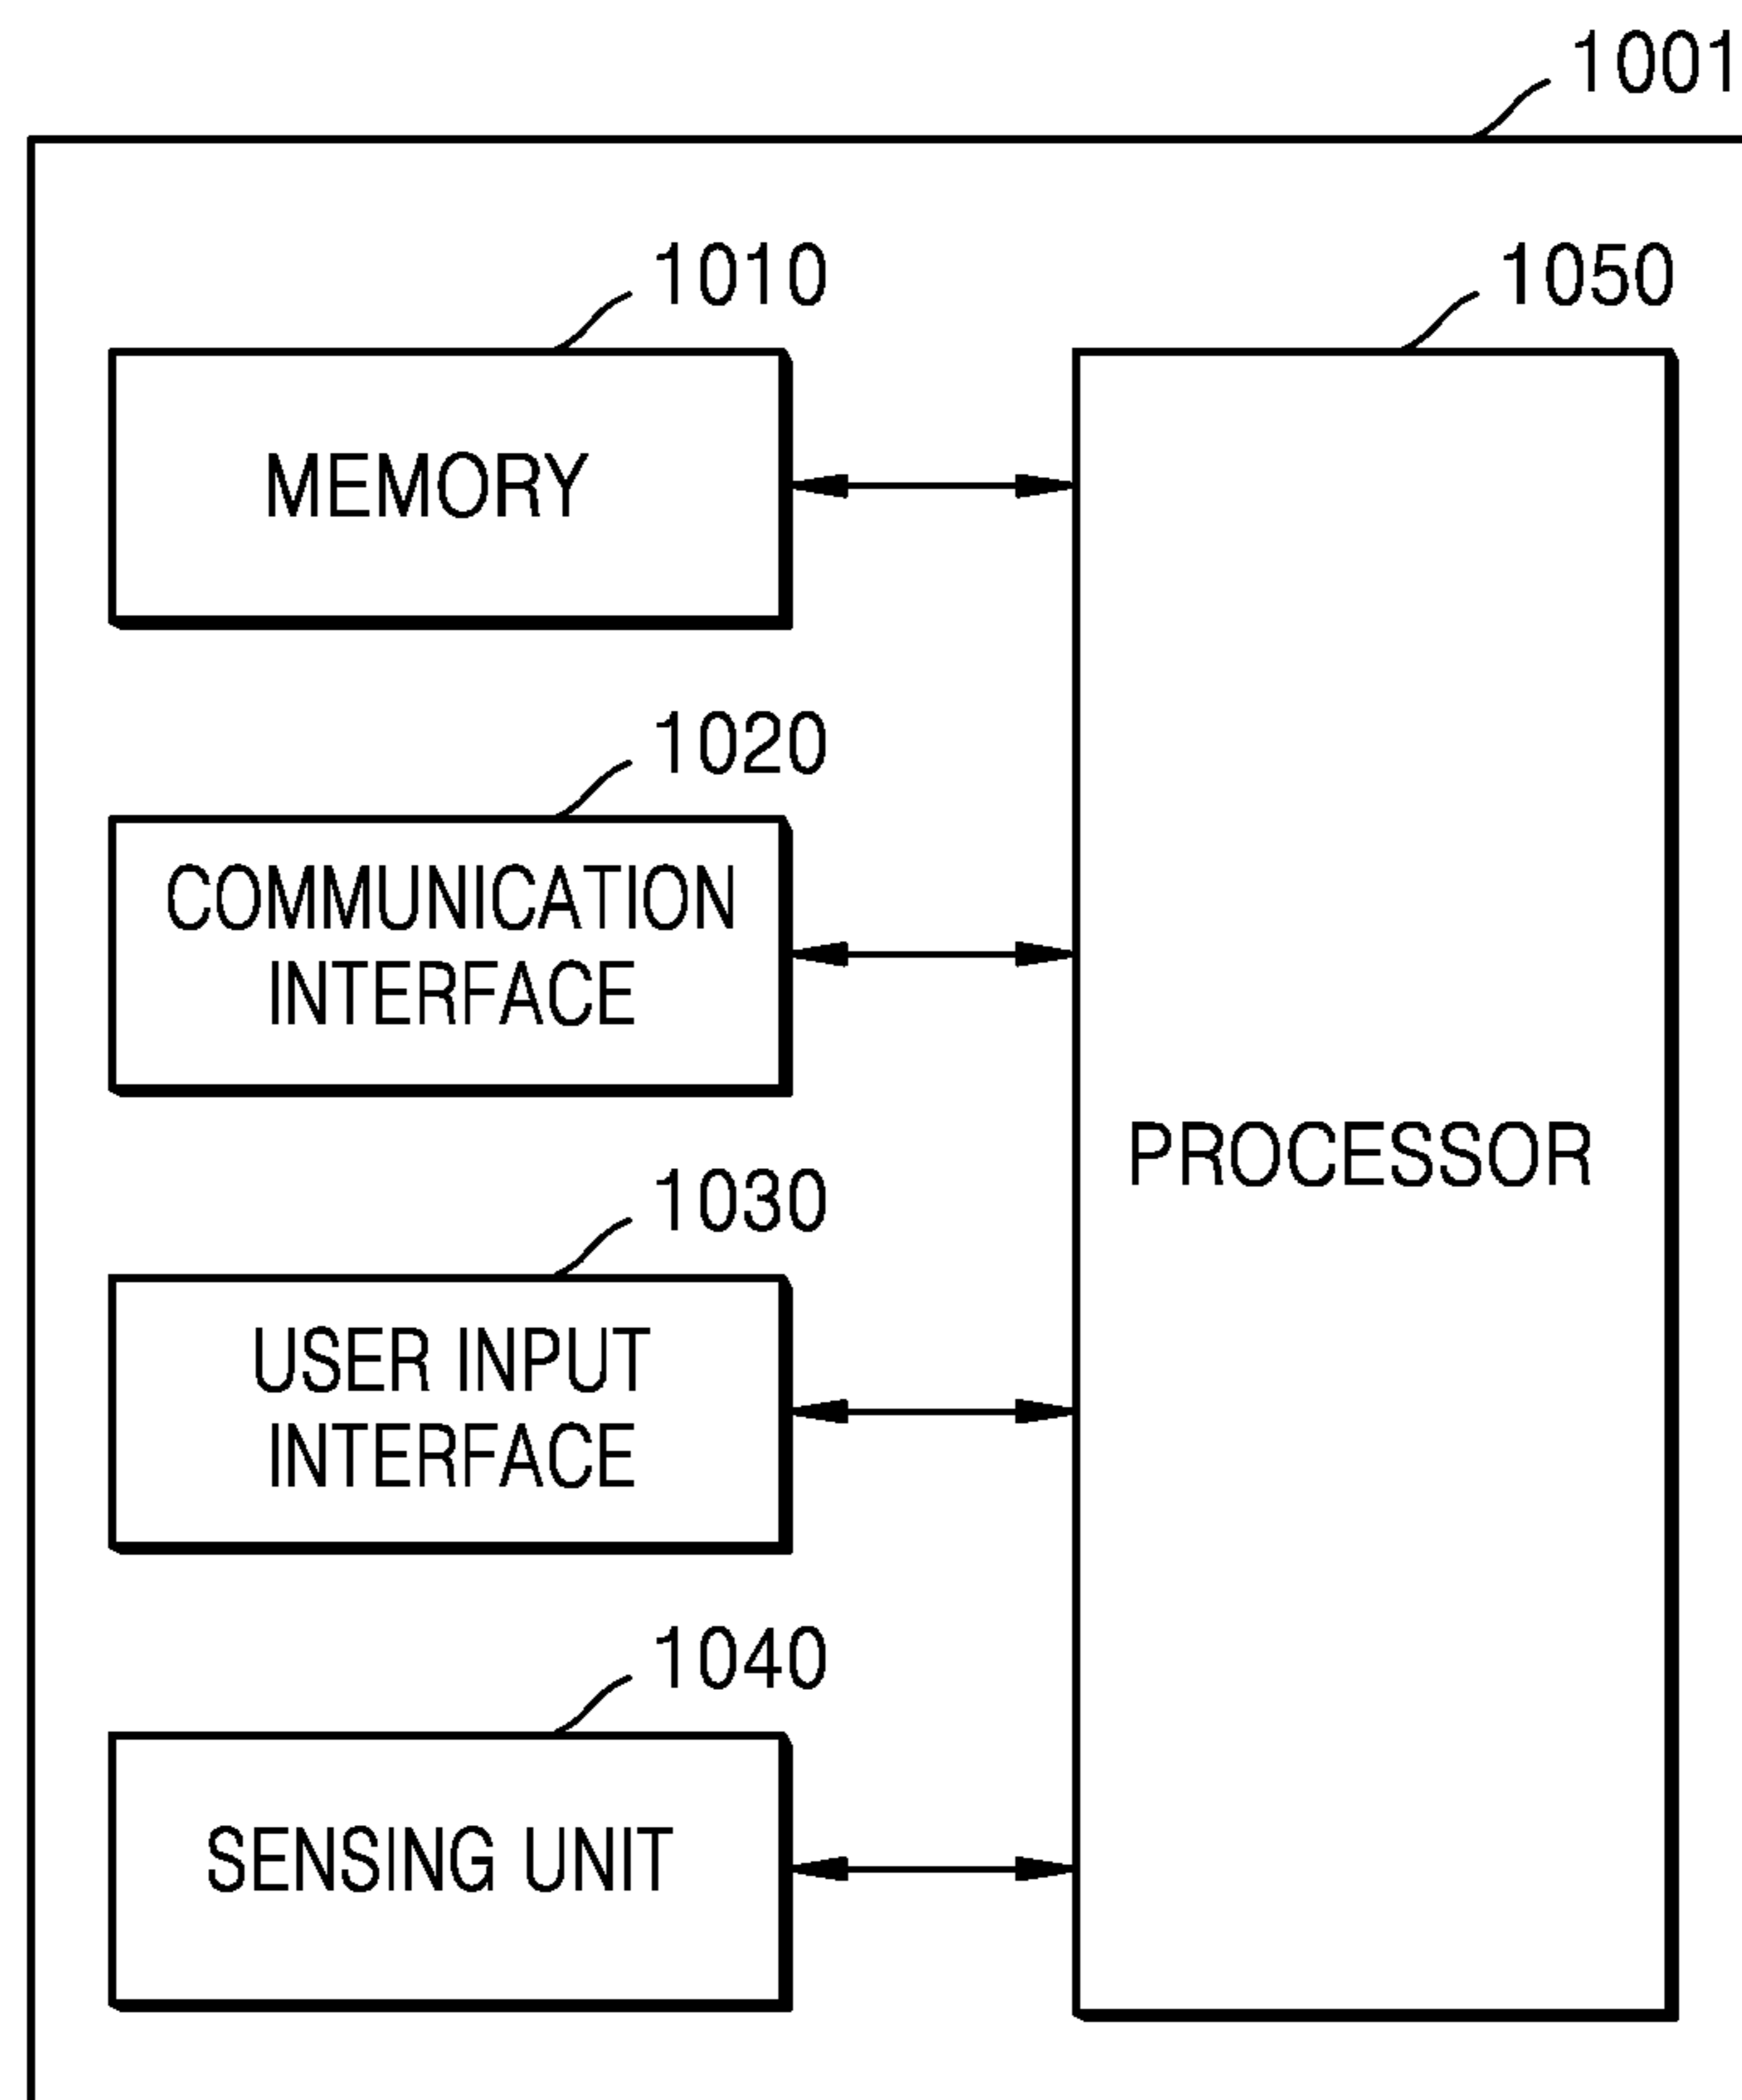 1001
1010
1050
MEMORY
1020
COMMUNICATION
INTERFACE
PROCESSOR
1030
USER INPUT
INTERFACE
1040
SENSING UNIT